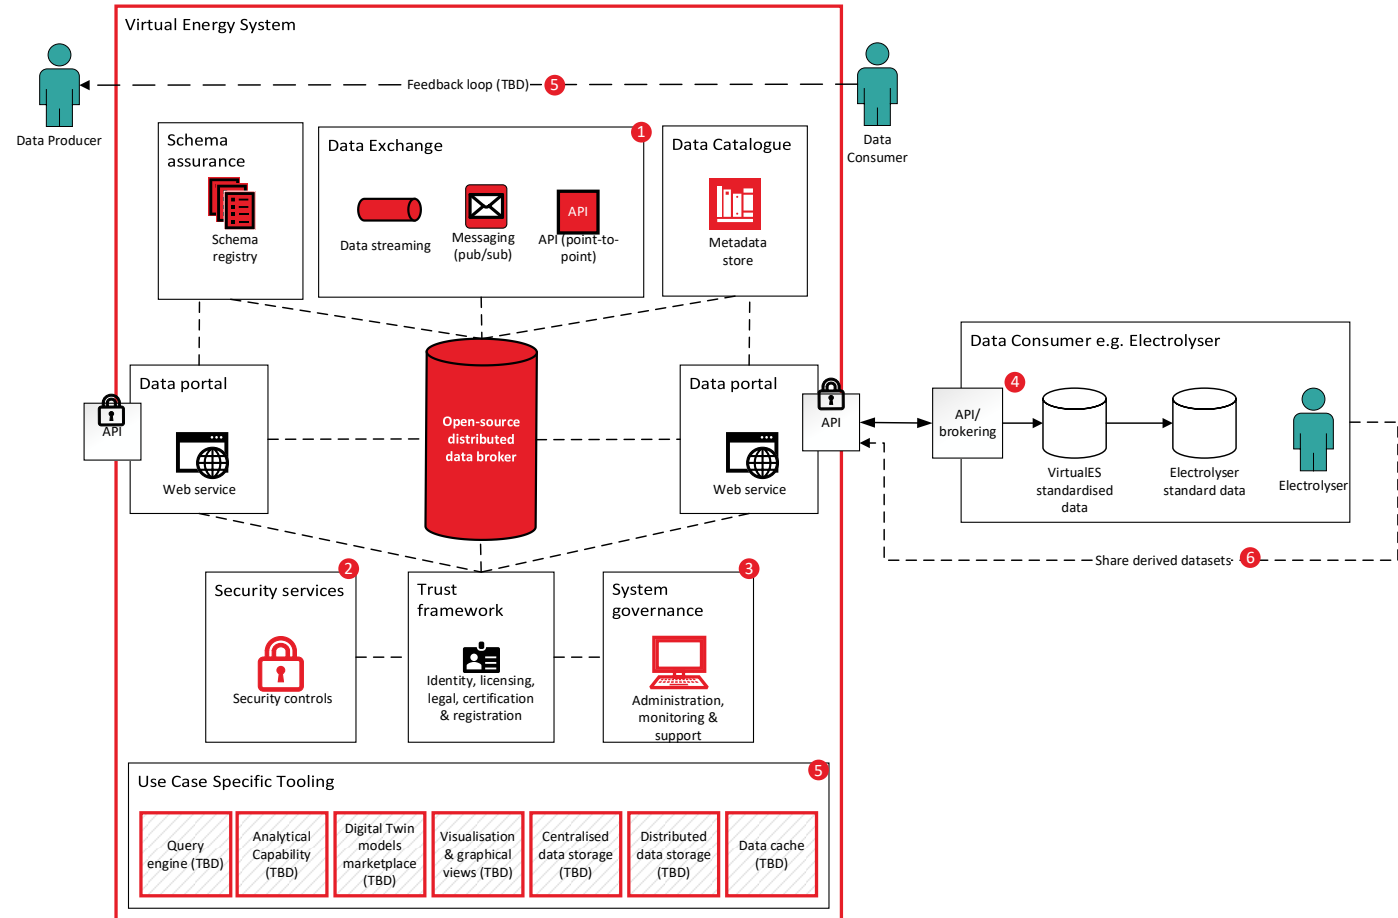 Virtual Energy System
Feedback loop (TBD)
5
Data Producer
Data
Consumer
Schema
assurance
Schema
registry
1
Data Exchange
Data streaming
Messaging
(pub/sub)
API
API (point-to-
point)
Data Catalogue
Metadata
store
Data portal
API
Web service
Open-source
distributed
data broker
Data portal
API
Web service
Data Consumer e.g. Electrolyser
4
API/
brokering
VirtualES
standardised
data
Electrolyser
standard data
Electrolyser
Share derived datasets
6
2
Security services
Security controls
Trust
framework
Identity, licensing,
legal, certification
& registration
3
System
governance
Administration,
monitoring &
support
5
Use Case Specific Tooling
Query
engine (TBD)
Analytical
Capability
(TBD)
Digital Twin
models
marketplace
(TBD)
Visualisation
& graphical
views (TBD)
Centralised
data storage
(TBD)
Distributed
data storage
(TBD)
Data cache
(TBD)